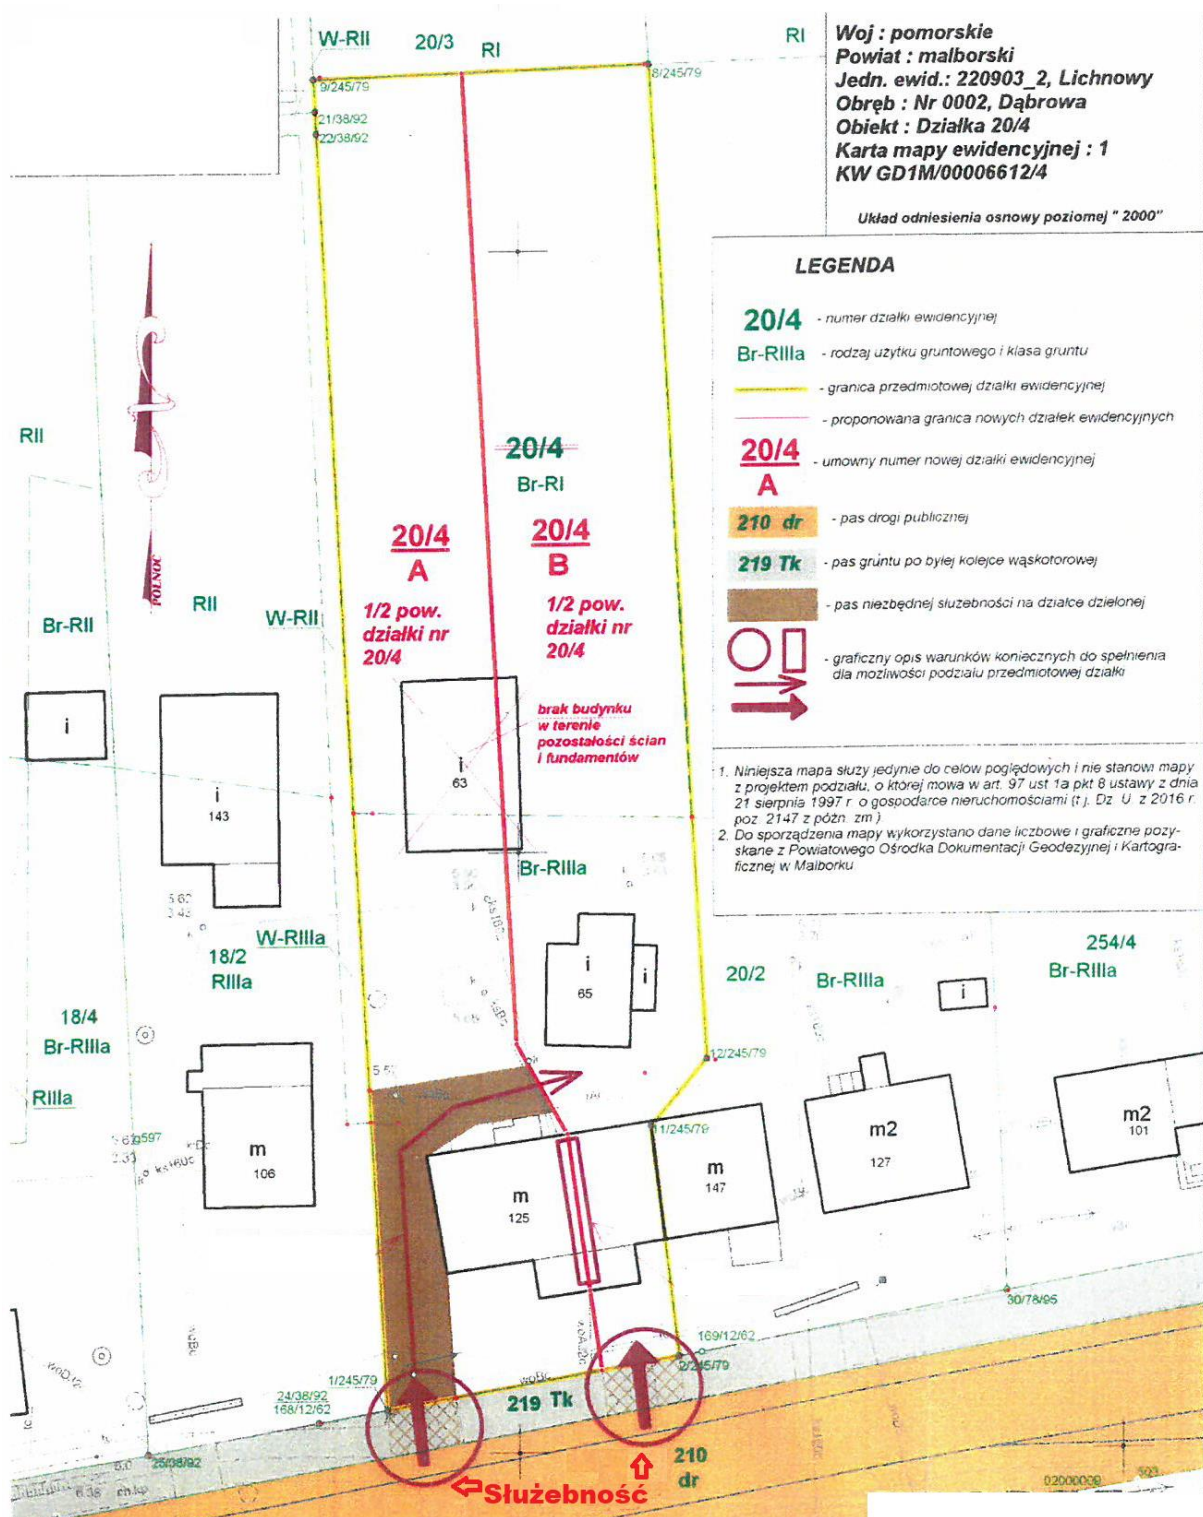 Woj : pomorskie
Powiat : malborski
Jedn. ewid.: 220903_2, Lichnowy
Obręb : Nr 0002, Dąbrowa
Obiekt : Działka 20/4
Karta mapy ewidencyjnej : 1
KW GD1M/00006612/4
Układ odniesienia osnowy poziomej " 2000"
LEGENDA
20/4 - numer działki ewidencyjnej
Br-RIIIa - rodzaj użytku gruntowego i klasa gruntu
- granica przedmiotowej działki ewidencyjnej
- proponowana granica nowych działek ewidencyjnych
20/4
A
- umowny numer nowej działki ewidencyjnej
210 dr - pas drogi publicznej
219 Tk - pas gruntu po byłej kolejce wąskotorowej
- pas niezbędnej służebności na działce dzielonej
- graficzny opis warunków koniecznych do spełnienia
dla możliwości podziału przedmiotowej działki
1. Niniejsza mapa służy jedynie do celów poglądowych i nie stanowi mapy
z projektem podziału, o której mowa w art. 97 ust 1a pkt 8 ustawy z dnia
21 sierpnia 1997 r. o gospodarce nieruchomościami (t.j. Dz. U. z 2016 r.
poz. 2147 z późn. zm.)
2. Do sporządzenia mapy wykorzystano dane liczbowe i graficzne pozy-
skane z Powiatowego Ośrodka Dokumentacji Geodezyjnej i Kartogra-
ficznej w Malborku
W-RII
20/3
RI
RI
9/245/79
8/245/79
21/38/92
22/38/92
RII
20/4
Br-RI
20/4
A
20/4
B
1/2 pow.
działki nr
20/4
1/2 pow.
działki nr
20/4
PÓŁNOC
RII
W-RII
Br-RII
i
i
143
i
63
brak budynku
w terenie
pozostałości ścian
i fundamentów
Br-RIIIa
W-RIIIa
18/2
RIIIa
i
65
i
20/2
Br-RIIIa
254/4
Br-RIIIa
i
18/4
Br-RIIIa
RIIIa
12/245/79
11/245/79
m
106
m
125
m
147
m2
127
m2
101
g597
ks160c
30/78/95
169/12/62
2/245/79
1/245/79
24/38/92
168/12/62
25/38/92
woBc
woBc
219 Tk
210
dr
Służebność
02000009